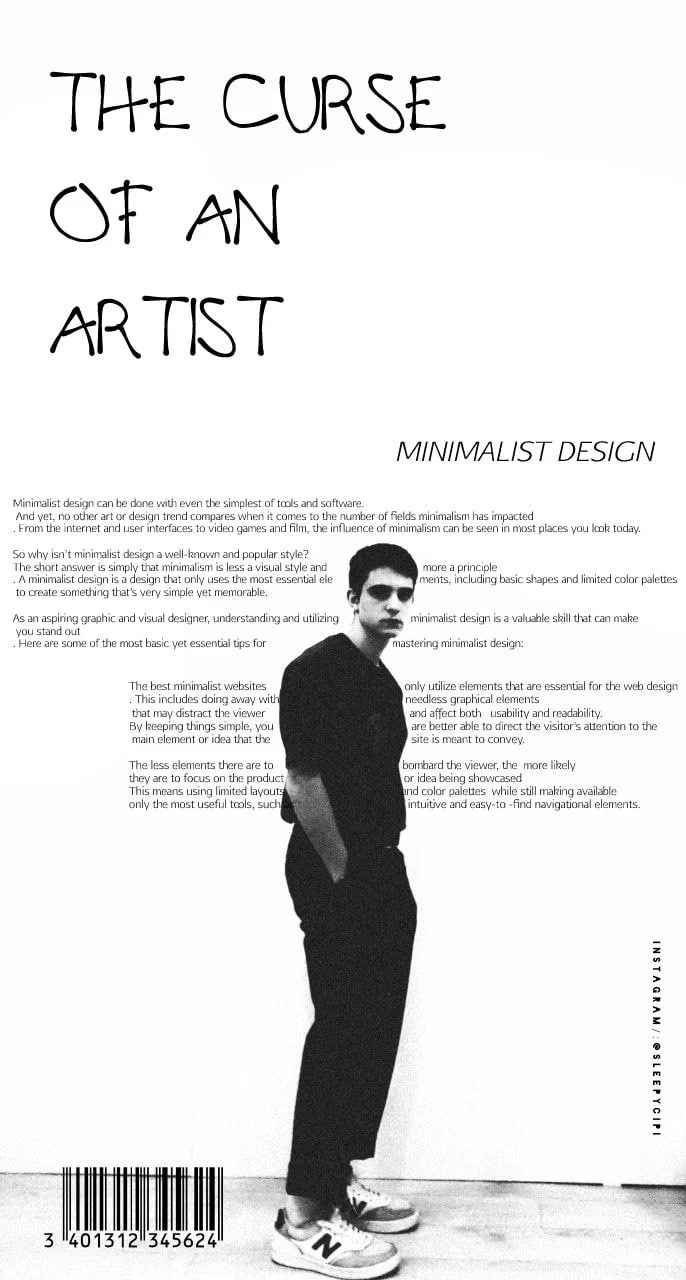 THE CURSE
OF AN
ARTIST
MINIMALIST DESIGN
Minimalist design can be done with even the simplest of tools and software.
And yet, no other art or design trend compares when it comes to the number of fields minimalism has impacted
. From the internet and user interfaces to video games and film, the influence of minimalism can be seen in most places you look today.
So why isn't minimalist design a well-known and popular style?
The short answer is simply that minimalism is less a visual style and more a principle
. A minimalist design is a design that only uses the most essential ele ments, including basic shapes and limited color palettes
to create something that's very simple yet memorable.
As an aspiring graphic and visual designer, understanding and utilizing minimalist design is a valuable skill that can make
you stand out
. Here are some of the most basic yet essential tips for mastering minimalist design:
The best minimalist websites only utilize elements that are essential for the web design
. This includes doing away with needless graphical elements
that may distract the viewer and affect both usability and readability.
By keeping things simple, you are better able to direct the visitor's attention to the
main element or idea that the site is meant to convey.
The less elements there are to bombard the viewer, the more likely
they are to focus on the product or idea being showcased
This means using limited layouts and color palettes while still making available
only the most useful tools, such as intuitive and easy-to -find navigational elements.
INSTAGRAM/:@SLEEPYCIPI
N
N
3 401312 345624